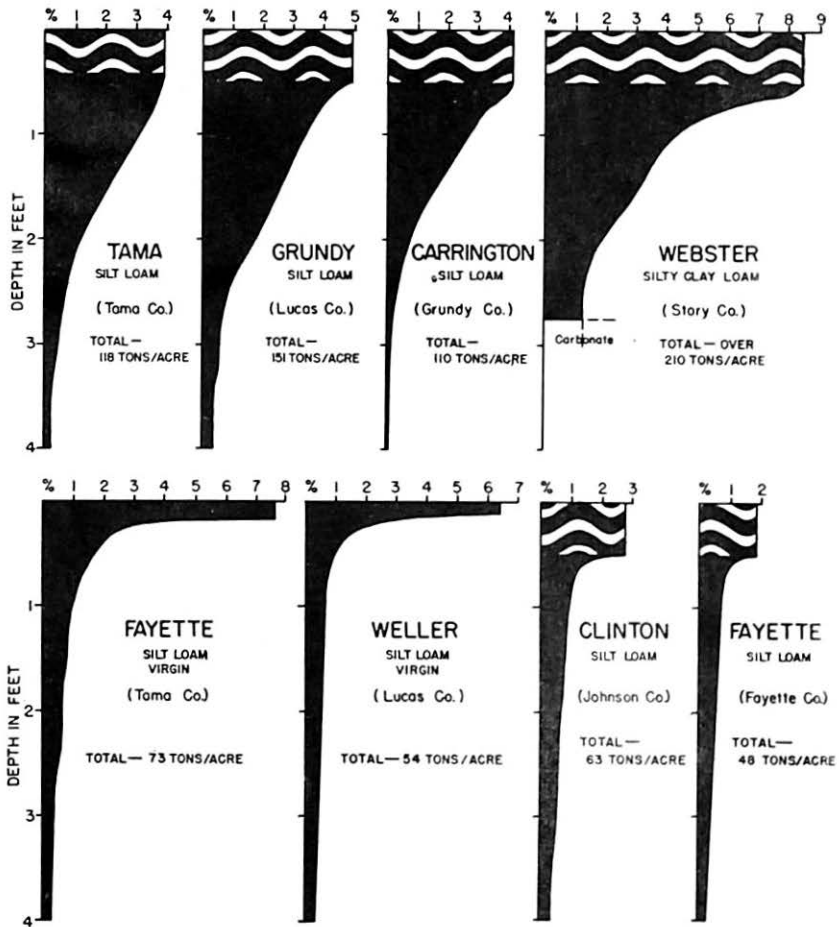 % 1 2 3 4
% 1 2 3 4 5
% 1 2 3 4
% 1 2 3 4 5 6 7 8 9
DEPTH IN FEET
1
2
3
4
TAMA
SILT LOAM
(Tama Co.)
TOTAL—
118 TONS/ACRE
GRUNDY
SILT LOAM
(Lucas Co.)
TOTAL—
151 TONS/ACRE
CARRINGTON
SILT LOAM
(Grundy Co.)
TOTAL—
110 TONS/ACRE
WEBSTER
SILTY CLAY LOAM
(Story Co.)
Carbonate
TOTAL — OVER
210 TONS/ACRE
% 1 2 3 4 5 6 7 8
% 1 2 3 4 5 6 7
% 1 2 3
% 1 2
DEPTH IN FEET
1
2
3
4
FAYETTE
SILT LOAM
VIRGIN
(Tama Co.)
TOTAL — 73 TONS/ACRE
WELLER
SILT LOAM
VIRGIN
(Lucas Co.)
TOTAL — 54 TONS/ACRE
CLINTON
SILT LOAM
(Johnson Co.)
TOTAL—
63 TONS/ACRE
FAYETTE
SILT LOAM
(Fayette Co.)
TOTAL—
48 TONS/ACRE